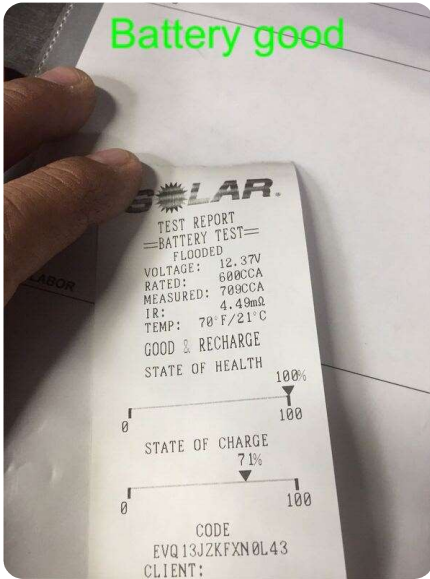 Battery good
SOLAR.
TEST REPORT
=BATTERY TEST=
FLOODED
VOLTAGE: 12.37V
RATED: 600CCA
MEASURED: 709CCA
IR: 4.49mΩ
TEMP: 70°F/21°C
GOOD & RECHARGE
STATE OF HEALTH
100%
0 100
STATE OF CHARGE
71%
0 100
CODE
EVQ13JZKFXN0L43
CLIENT:
LABOR